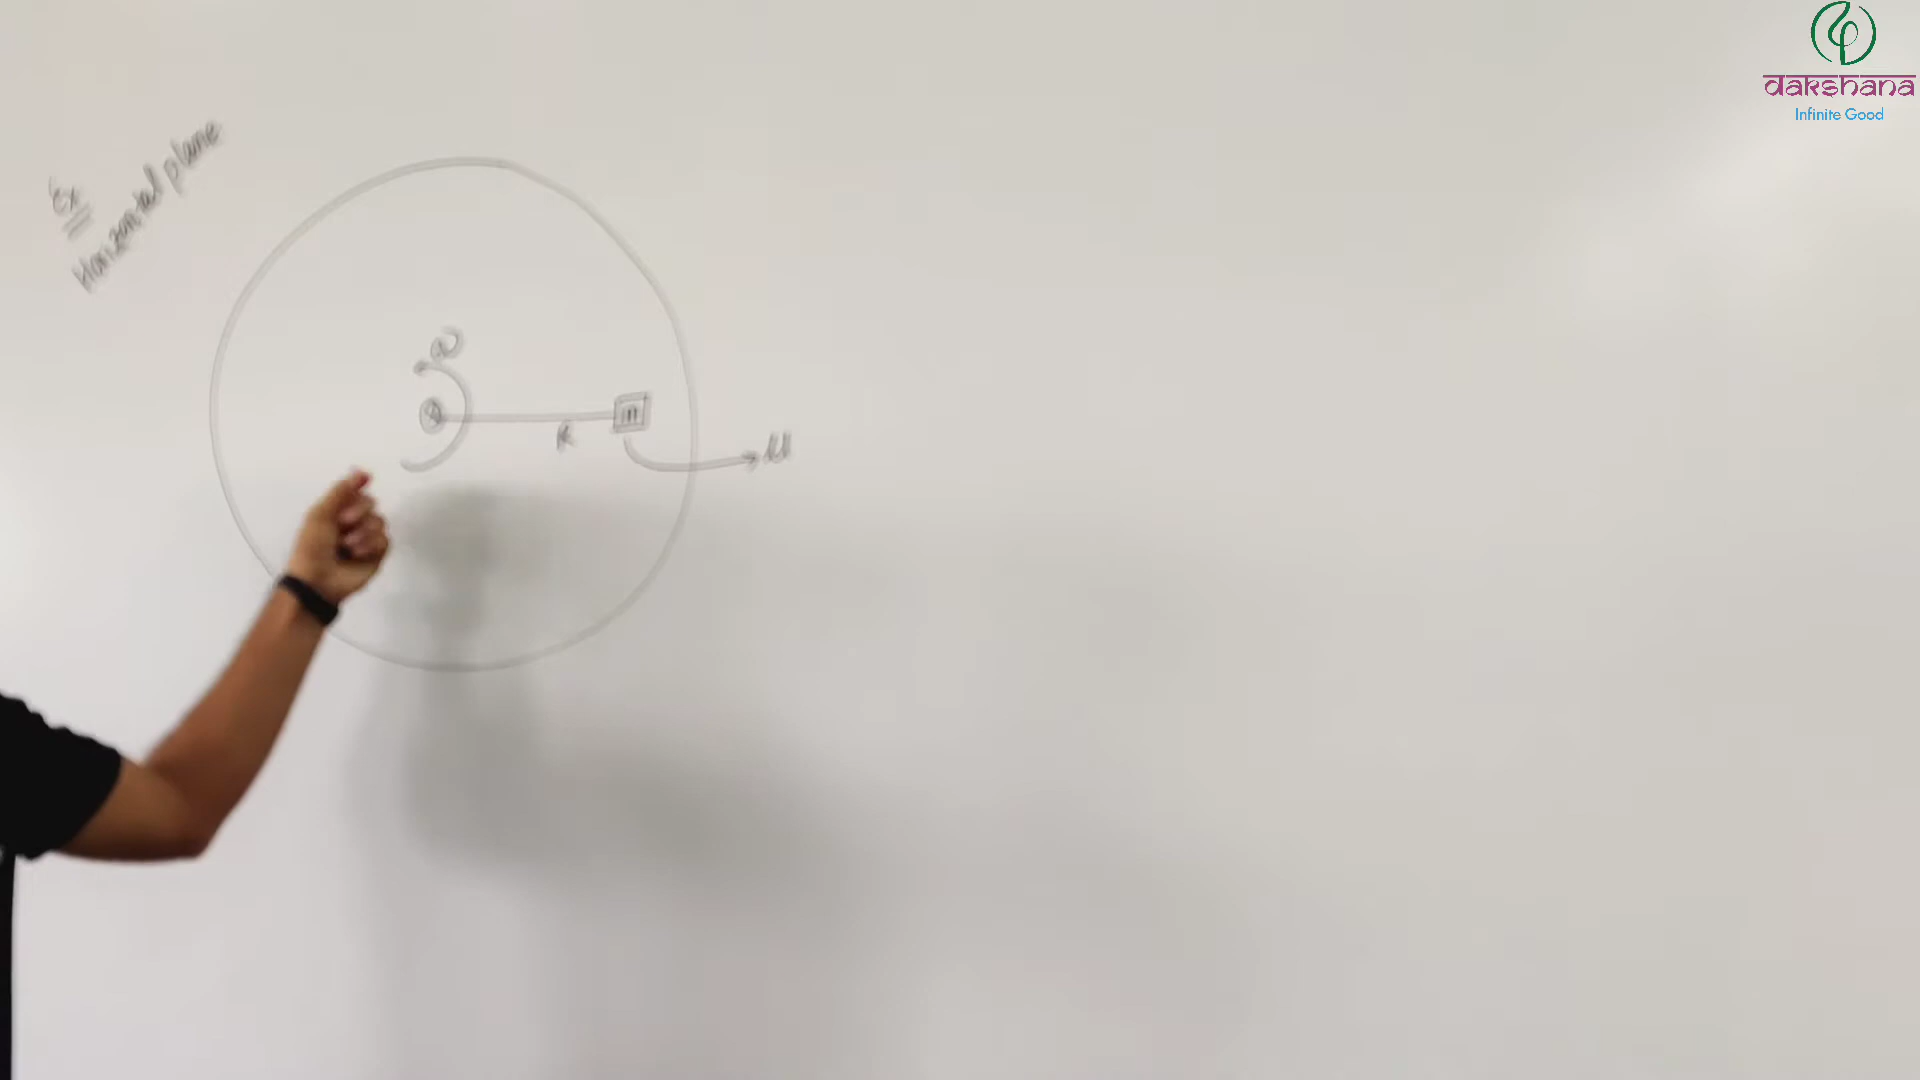 Ex
Horizontal plane
R
m
μ
dakshana
Infinite Good